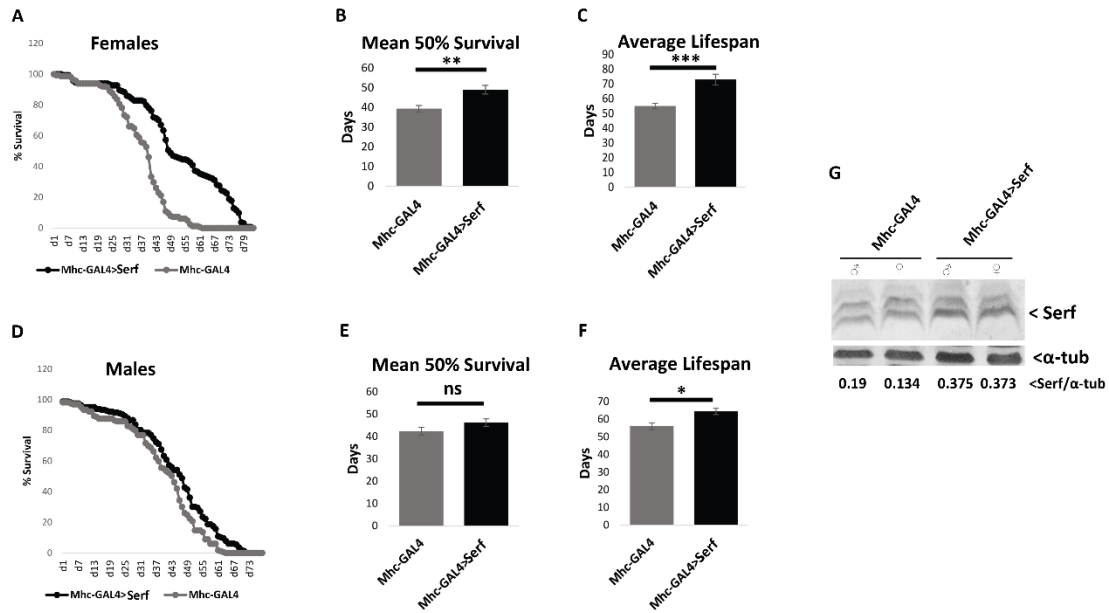 A
Females
120
100
80
60
40
20
0
% Survival
d1 d7 d13 d19 d25 d31 d37 d43 d49 d55 d61 d67 d73 d79
Mhc-GAL4>Serf Mhc-GAL4
B
Mean 50% Survival
**
60
50
40
30
20
10
0
Days
Mhc-GAL4
Mhc-GAL4>Serf
C
Average Lifespan
***
90
80
70
60
50
40
30
20
10
0
Days
Mhc-GAL4
Mhc-GAL4>Serf
D
Males
120
100
80
60
40
20
0
% Survival
d1 d7 d13 d19 d25 d31 d37 d43 d49 d55 d61 d67 d73
Mhc-GAL4>Serf Mhc-GAL4
E
Mean 50% Survival
ns
60
50
40
30
20
10
0
Days
Mhc-GAL4
Mhc-GAL4>Serf
F
Average Lifespan
*
70
60
50
40
30
20
10
0
Days
Mhc-GAL4
Mhc-GAL4>Serf
G
Mhc-GAL4
Mhc-GAL4>Serf
♂ ♀ ♂ ♀
< Serf
<α-tub
0.19 0.134 0.375 0.373 <Serf/α-tub